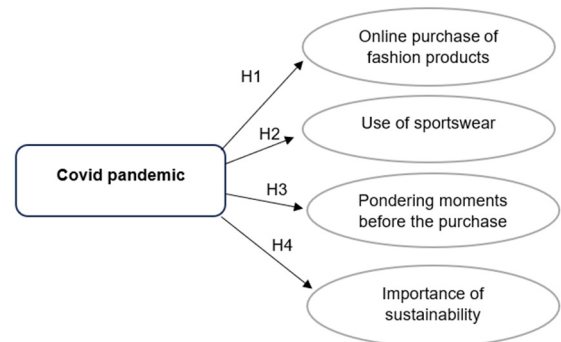 Online purchase of
fashion products
H1
H2
Use of sportswear
Covid pandemic
H3
Pondering moments
before the purchase
H4
Importance of
sustainability